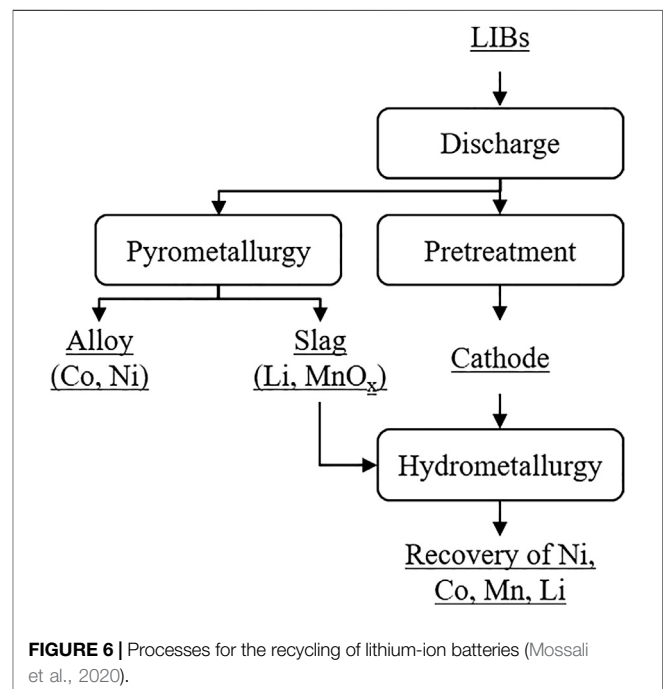 LIBs
Discharge
Pyrometallurgy
Pretreatment
Alloy
(Co, Ni)
Slag
(Li, MnOₓ)
Cathode
Hydrometallurgy
Recovery of Ni,
Co, Mn, Li
FIGURE 6 | Processes for the recycling of lithium-ion batteries (Mossali
et al., 2020).